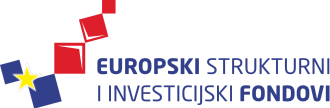 EUROPSKI STRUKTURNI
I INVESTICIJSKI FONDOVI